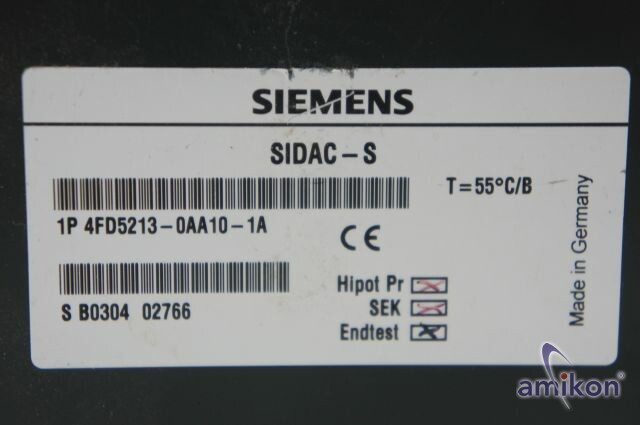 SIEMENS
SIDAC-S
T=55°C/B
1P 4FD5213-0AA10-1A
CE
Hipot Pr
S B0304 02766
SEK
Endtest
Made in Germany
amikon®